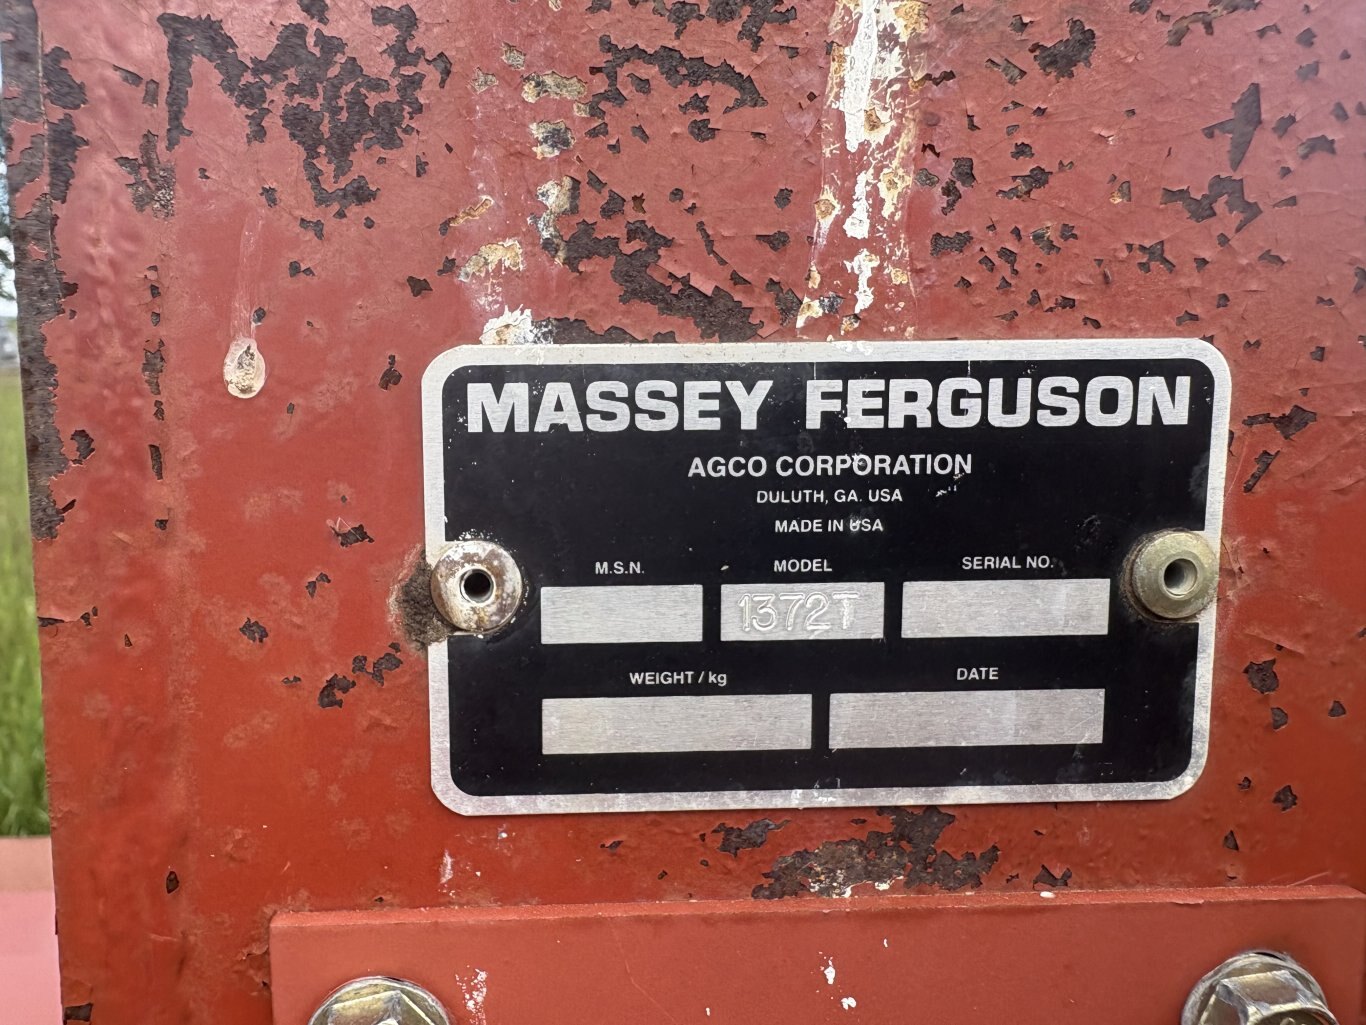 MASSEY FERGUSON
AGCO CORPORATION
DULUTH, GA. USA
MADE IN USA
M.S.N. MODEL SERIAL NO.
1372T
WEIGHT / kg DATE